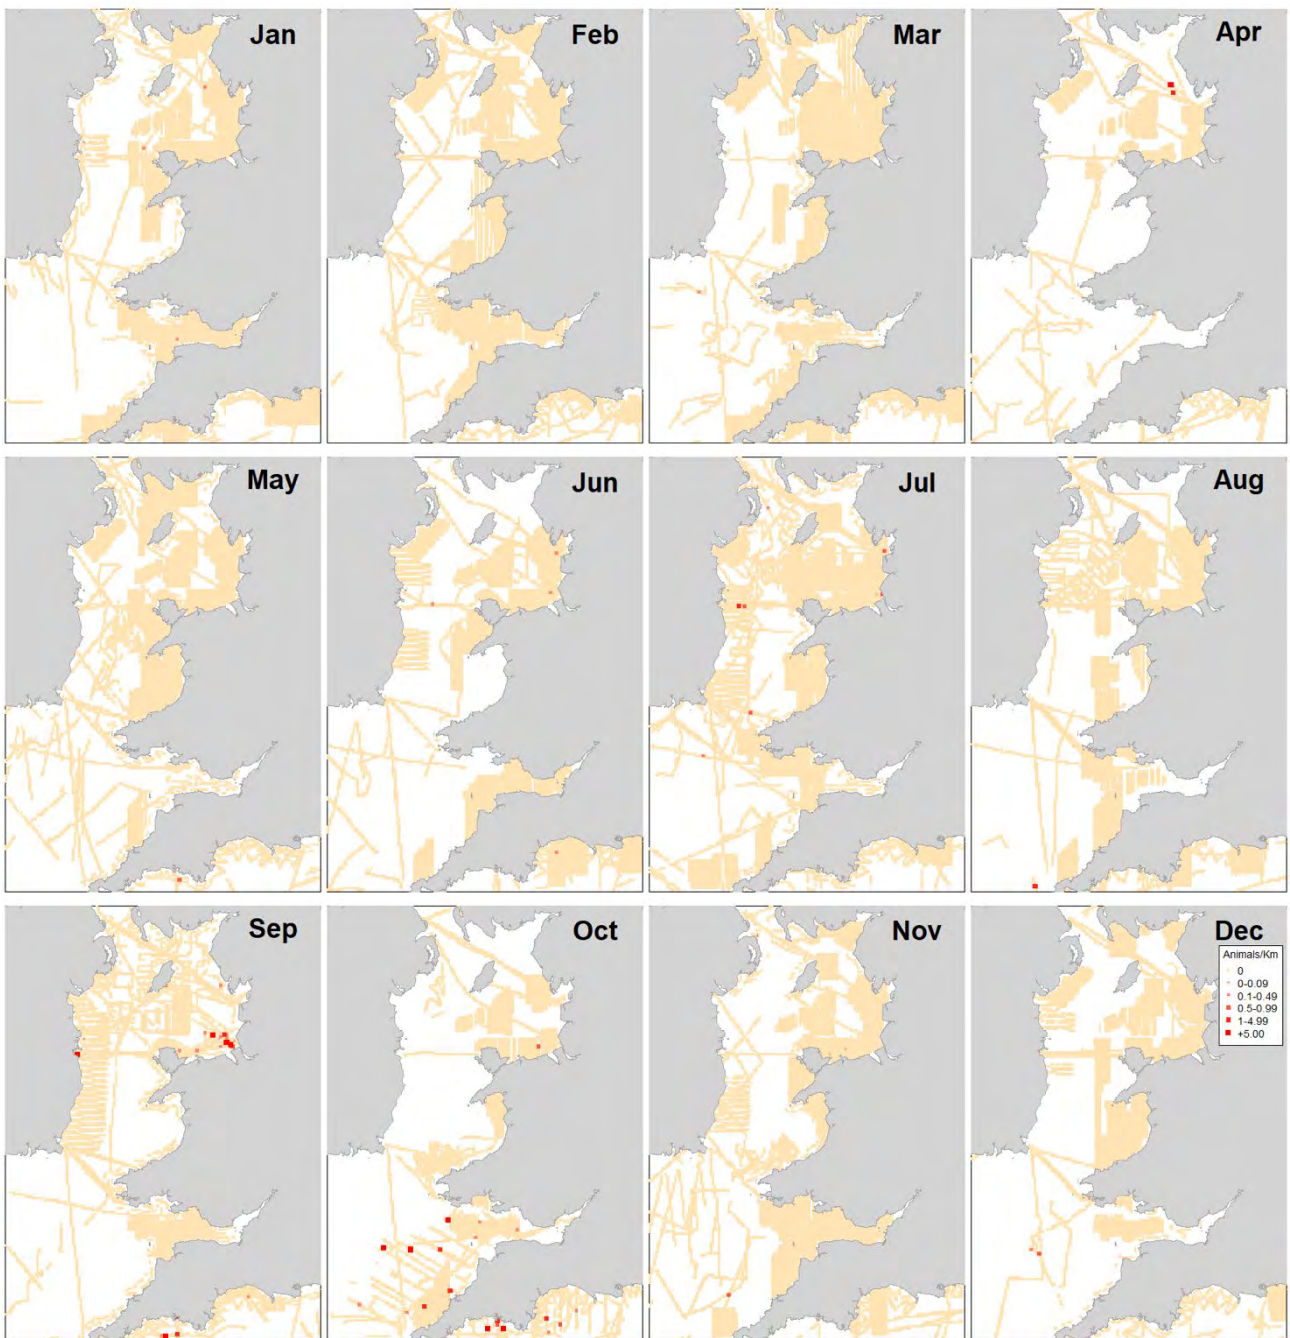 Jan
Feb
Mar
Apr
May
Jun
Jul
Aug
Sep
Oct
Nov
Dec
Animals/Km
0
0-0.09
0.1-0.49
0.5-0.99
1-4.99
+5.00